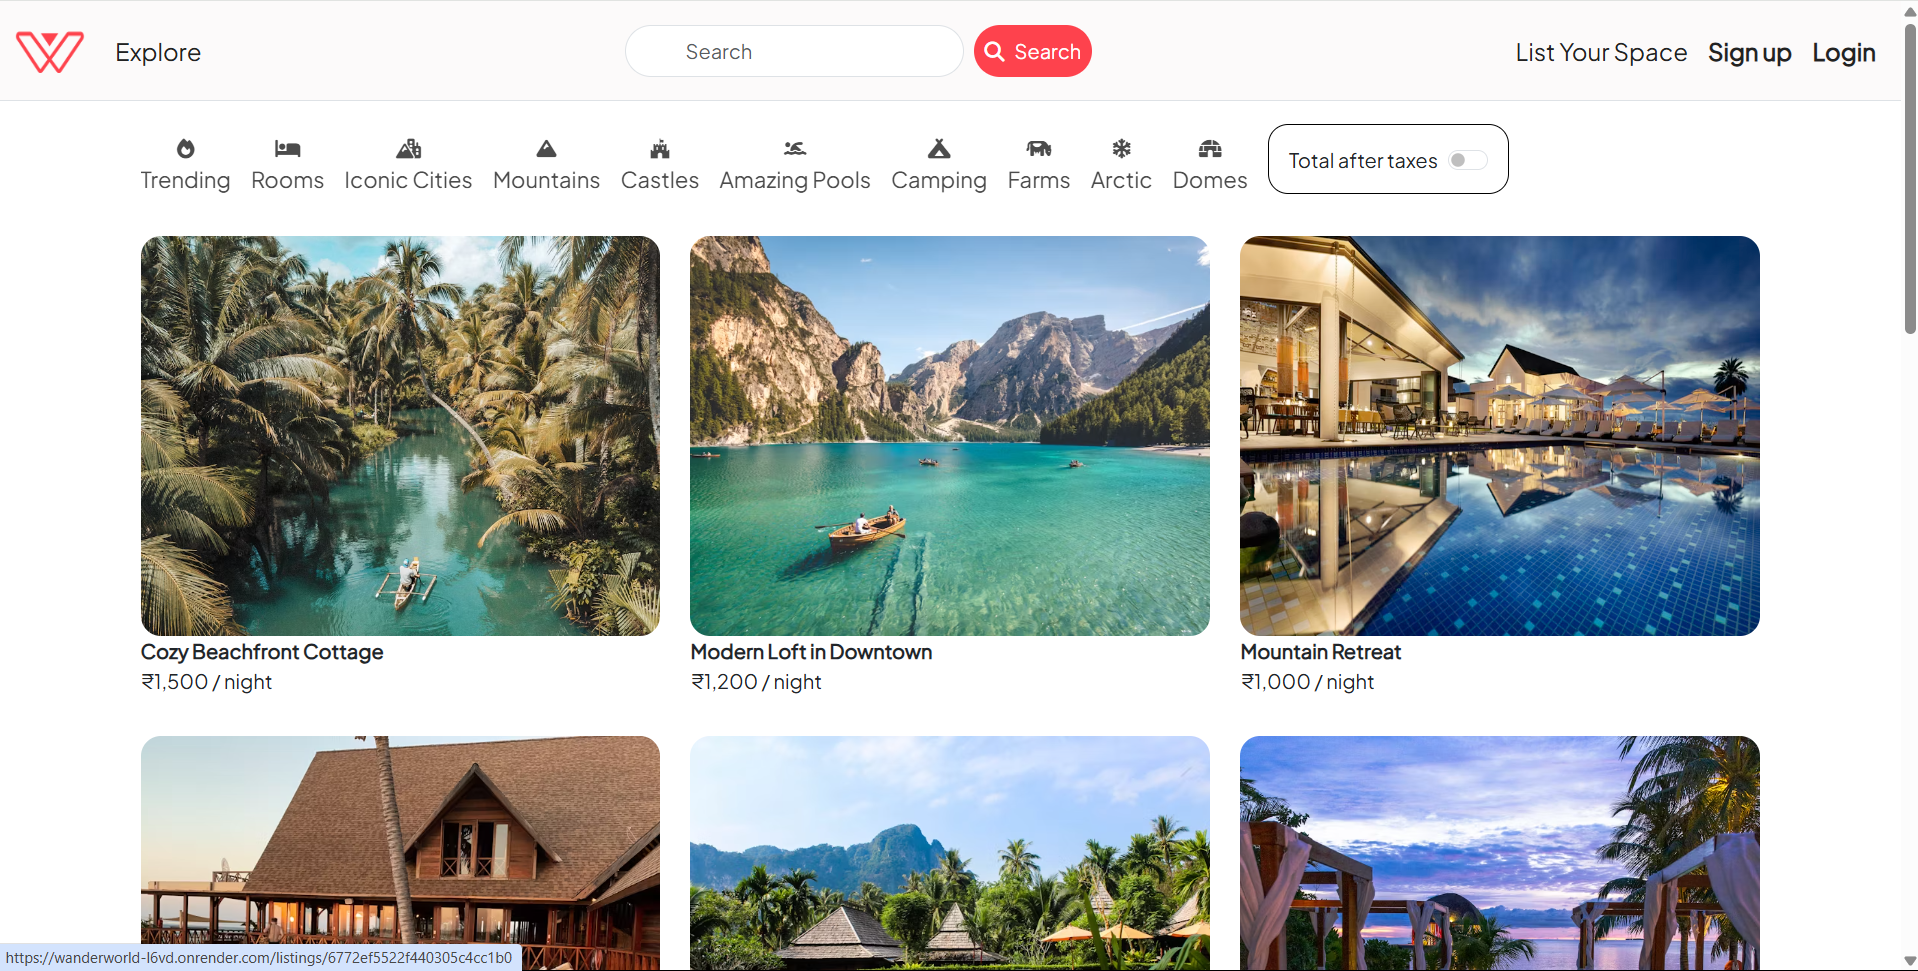 Explore
Search
Search
List Your Space
Sign up
Login
Trending
Rooms
Iconic Cities
Mountains
Castles
Amazing Pools
Camping
Farms
Arctic
Domes
Total after taxes
Cozy Beachfront Cottage
₹1,500 / night
Modern Loft in Downtown
₹1,200 / night
Mountain Retreat
₹1,000 / night
https://wanderworld-l6vd.onrender.com/listings/6772ef5522f440305c4cc1b0